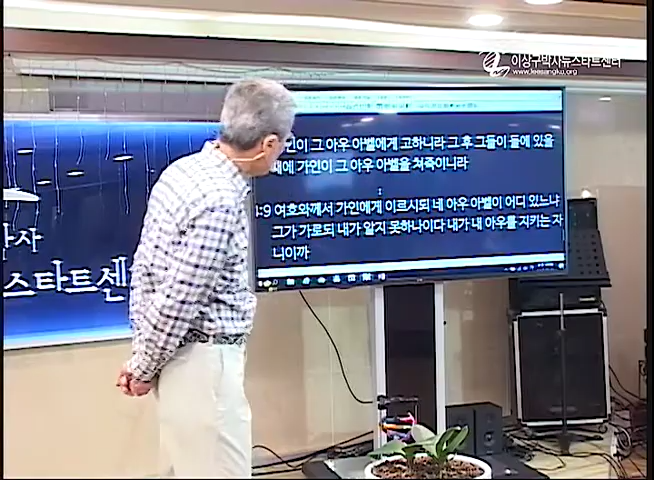 이상구박사뉴스타트센터
www.leesangku.org
인이 그 아우 아벨에게 고하니라 그 후 그들이 들에 있을
때에 가인이 그 아우 아벨을 쳐죽이니라
:9 여호와께서 가인에게 이르시되 네 아우 아벨이 어디 있느냐
그가 가로되 내가 알지 못하나이다 내가 내 아우를 지키는 자
니이까
박사
스타트센